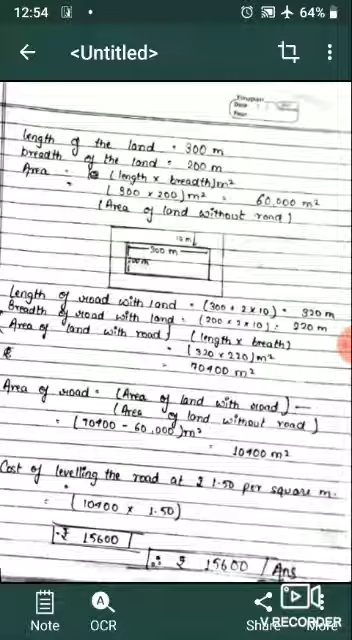 12:54
64%
<Untitled>
Date
Page
length of the land = 300 m
breadth of the land = 200 m
Area = (length x breadth)m²
= (300 x 200)m² = 60,000 m²
(Area of land without road)
10 m
300 m
200 m
Length of road with land = (300 + 2 x 10) = 320 m
Breadth of road with land = (200 + 2 x 10) = 220 m
Area of land with road) (length x breath)
= (320 x 220)m²
= 70400 m²
Area of road = (Area of land with road) -
(Area of land without road)
= (70400 - 60,000)m²
= 10400 m²
Cost of levelling the road at ₹ 1.50 per square m.
= (10400 x 1.50)
= ₹ 15600
∴ ₹ 15600 Ans
Note
OCR
Share
More
V RECORDER